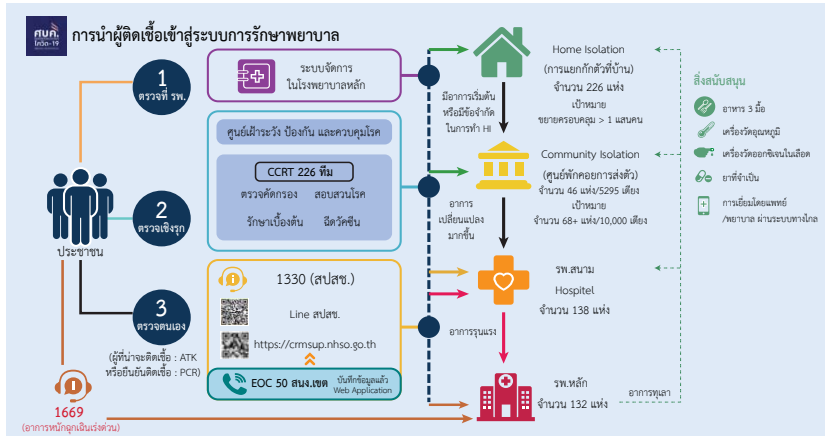 ศบค.
โควิด-19
การนำผู้ติดเชื้อเข้าสู่ระบบการรักษาพยาบาล
ประชาชน
1
ตรวจที่ รพ.
2
ตรวจเชิงรุก
3
ตรวจตนเอง
(ผู้ที่น่าจะติดเชื้อ : ATK
หรือยืนยันติดเชื้อ : PCR)
1669
(อาการหนักฉุกเฉินเร่งด่วน)
ระบบจัดการ
ในโรงพยาบาลหลัก
ศูนย์เฝ้าระวัง ป้องกัน และควบคุมโรค
CCRT 226 ทีม
ตรวจคัดกรอง สอบสวนโรค
รักษาเบื้องต้น ฉีดวัคซีน
1330 (สปสช.)
Line สปสช.
https://crmsup.nhso.go.th
EOC 50 สนง.เขต
บันทึกข้อมูลแล้ว
Web Application
มีอาการเริ่มต้น
หรือมีข้อจำกัด
ในการทำ HI
อาการ
เปลี่ยนแปลง
มากขึ้น
อาการรุนแรง
Home Isolation
(การแยกกักตัวที่บ้าน)
จำนวน 226 แห่ง
เป้าหมาย
ขยายครอบคลุม > 1 แสนคน
Community Isolation
(ศูนย์พักคอยการส่งตัว)
จำนวน 46 แห่ง/5295 เตียง
เป้าหมาย
จำนวน 68+ แห่ง/10,000 เตียง
รพ.สนาม
Hospitel
จำนวน 138 แห่ง
รพ.หลัก
จำนวน 132 แห่ง
อาการทุเลา
สิ่งสนับสนุน
อาหาร 3 มื้อ
เครื่องวัดอุณหภูมิ
เครื่องวัดออกซิเจนในเลือด
ยาที่จำเป็น
การเยี่ยมโดยแพทย์
/พยาบาล ผ่านระบบทางไกล